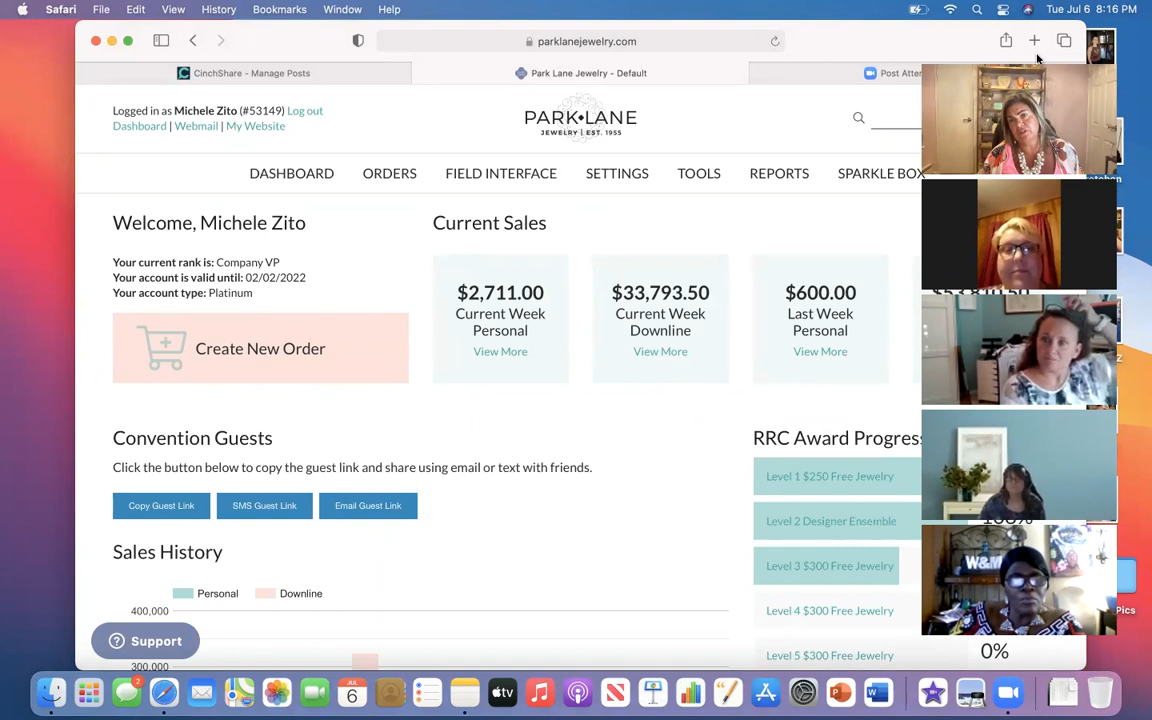 Safari File Edit View History Bookmarks Window Help
Tue Jul 6 8:16 PM
parklanejewelry.com
CinchShare - Manage Posts
Park Lane Jewelry - Default
Post Atten
Logged in as Michele Zito (#53149) Log out
Dashboard | Webmail | My Website
PARK LANE
JEWELRY | EST. 1955
DASHBOARD ORDERS FIELD INTERFACE SETTINGS TOOLS REPORTS SPARKLE BOX
Welcome, Michele Zito
Your current rank is: Company VP
Your account is valid until: 02/02/2022
Your account type: Platinum
Create New Order
Current Sales
$2,711.00
Current Week
Personal
View More
$33,793.50
Current Week
Downline
View More
$600.00
Last Week
Personal
View More
Convention Guests
Click the button below to copy the guest link and share using email or text with friends.
Copy Guest Link
SMS Guest Link
Email Guest Link
RRC Award Progress
Level 1 $250 Free Jewelry
Level 2 Designer Ensemble
Level 3 $300 Free Jewelry
Level 4 $300 Free Jewelry
Level 5 $300 Free Jewelry
0%
Sales History
Personal Downline
400,000
300,000
Support
W&M
Pics
2
JUL
6
tv